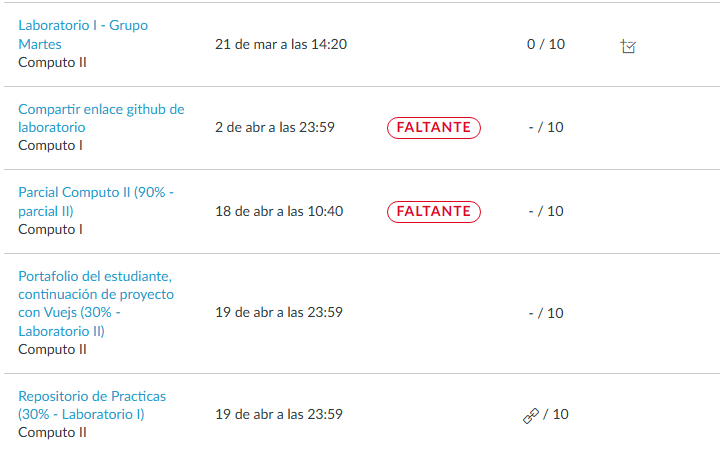 Laboratorio I - Grupo
Martes
Computo II
21 de mar a las 14:20
0 / 10
Compartir enlace github de
laboratorio
Computo I
2 de abr a las 23:59
FALTANTE
- / 10
Parcial Computo II (90% -
parcial II)
Computo I
18 de abr a las 10:40
FALTANTE
- / 10
Portafolio del estudiante,
continuación de proyecto
con Vuejs (30% -
Laboratorio II)
Computo II
19 de abr a las 23:59
- / 10
Repositorio de Practicas
(30% - Laboratorio I)
Computo II
19 de abr a las 23:59
/ 10